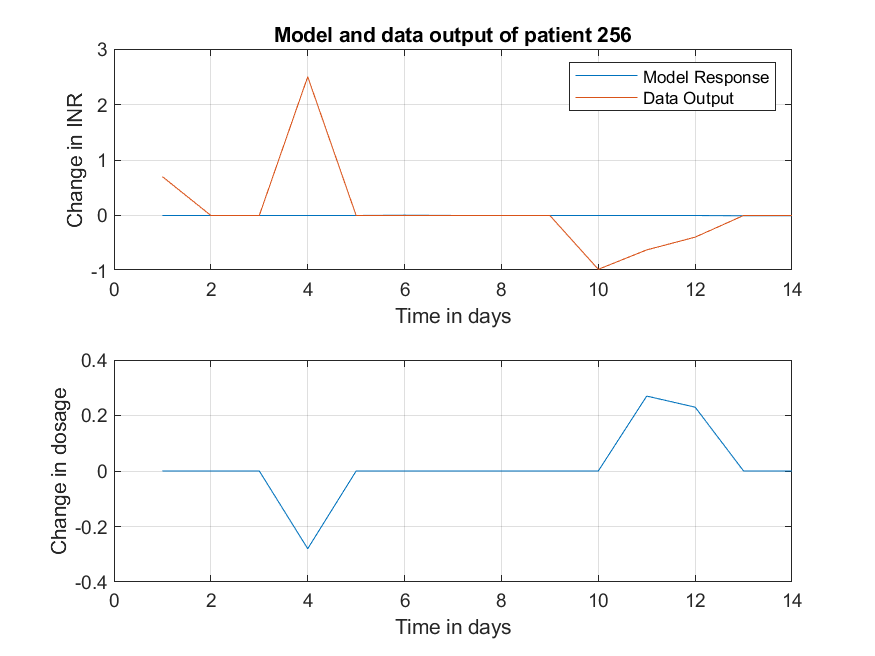 Model and data output of patient 256
3
2
1
0
-1
Change in INR
Model Response
Data Output
0 2 4 6 8 10 12 14
Time in days
0.4
0.2
0
-0.2
-0.4
Change in dosage
0 2 4 6 8 10 12 14
Time in days